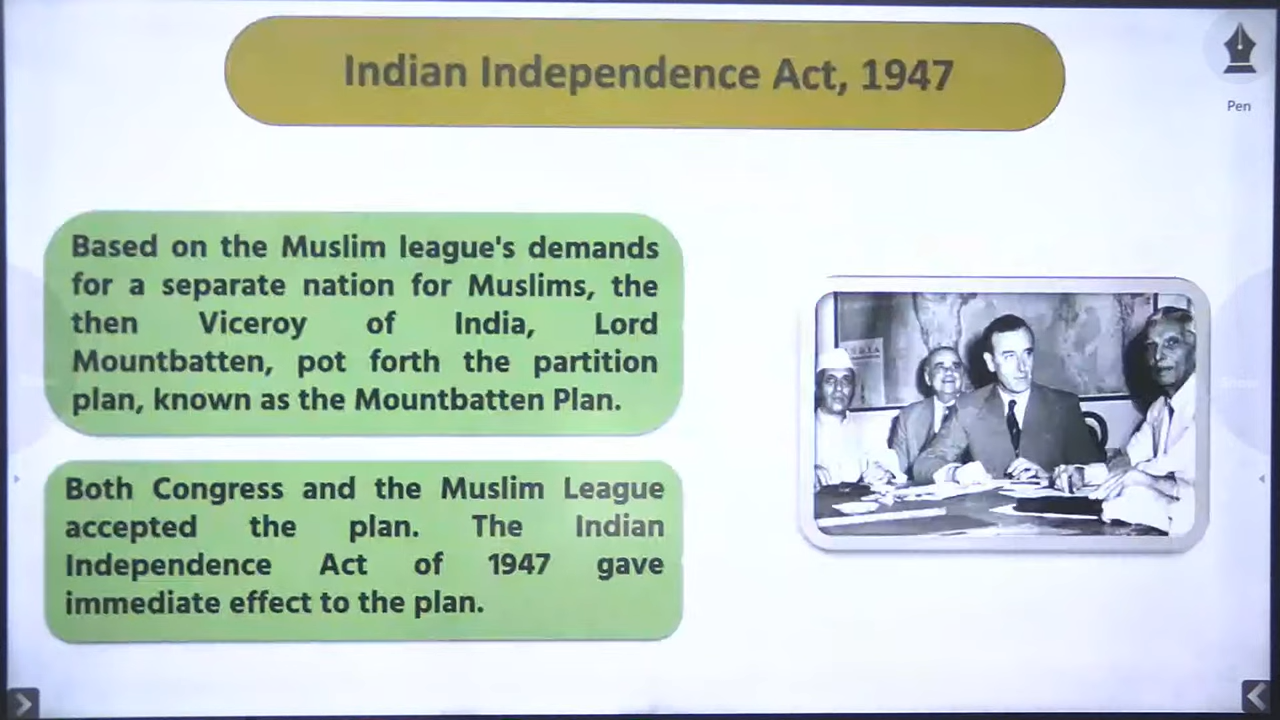 Indian Independence Act, 1947
Pen
Based on the Muslim league's demands
for a separate nation for Muslims, the
then Viceroy of India, Lord
Mountbatten, pot forth the partition
plan, known as the Mountbatten Plan.
Both Congress and the Muslim League
accepted the plan. The Indian
Independence Act of 1947 gave
immediate effect to the plan.